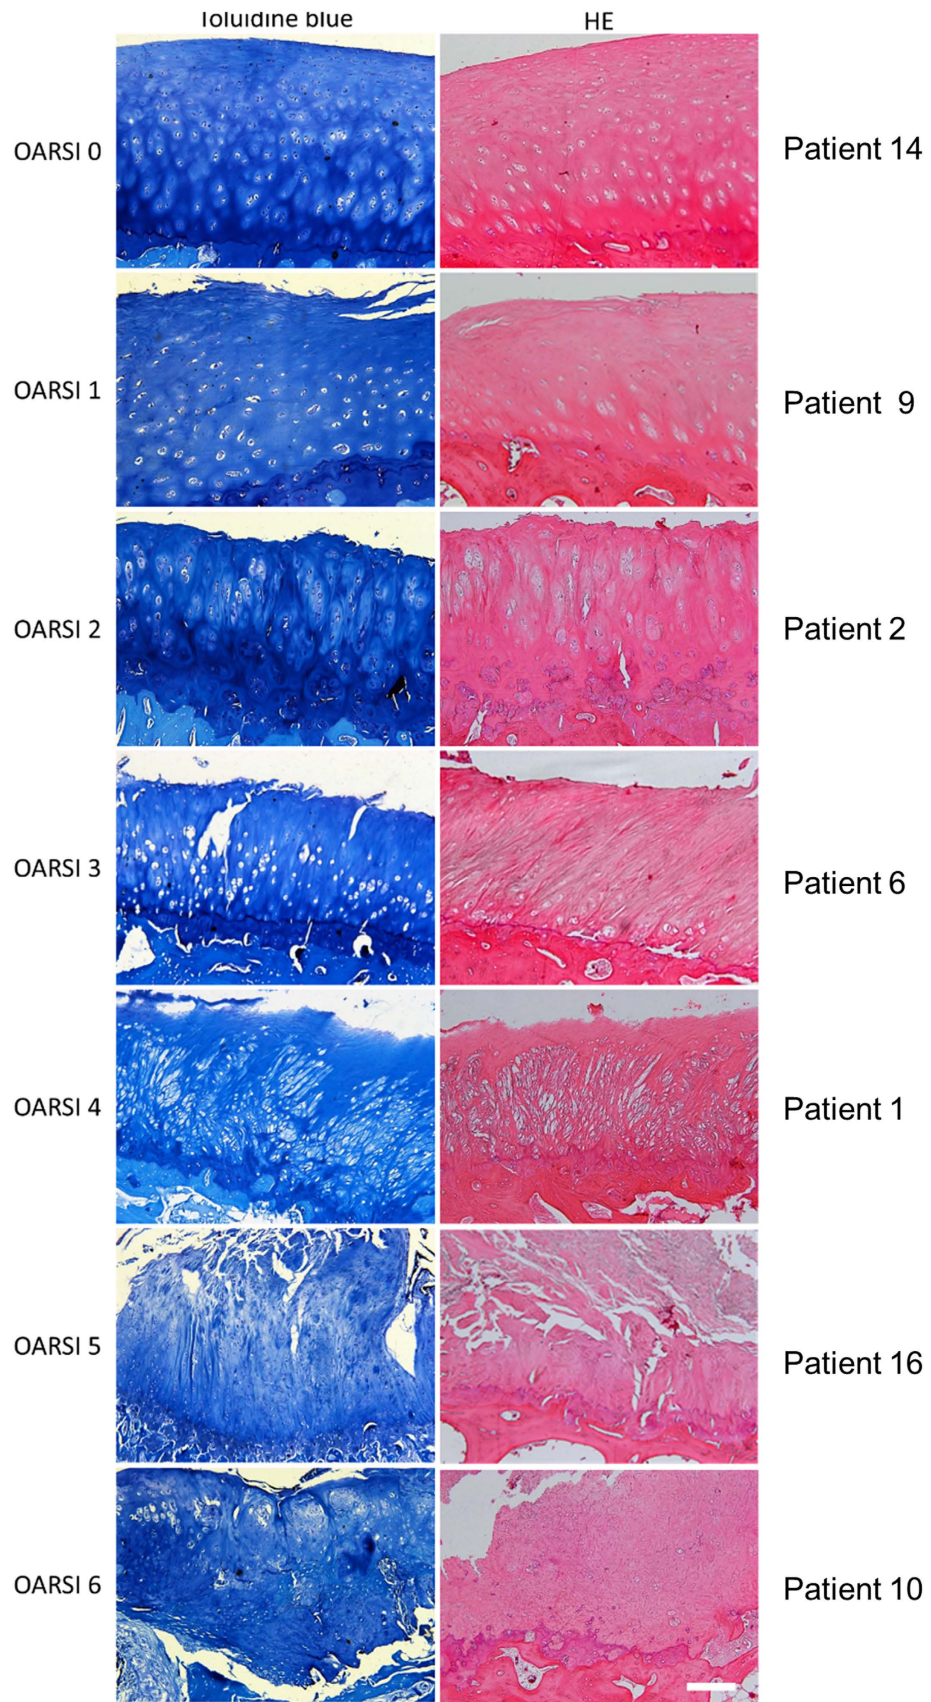 Toluidine blue HE
OARSI 0 Patient 14
OARSI 1 Patient 9
OARSI 2 Patient 2
OARSI 3 Patient 6
OARSI 4 Patient 1
OARSI 5 Patient 16
OARSI 6 Patient 10